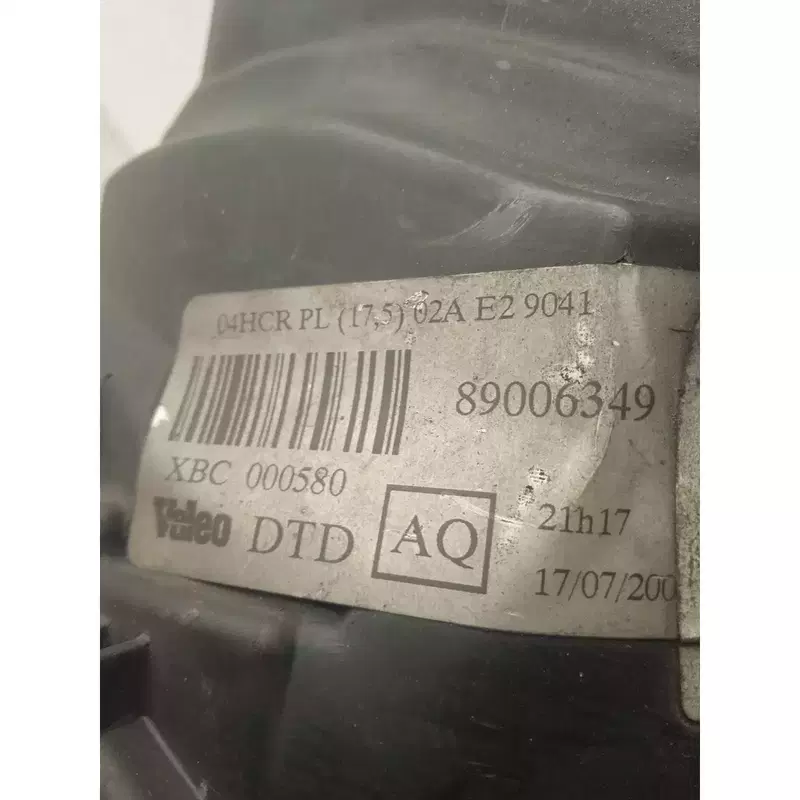 04HCR PL (17,5) 02A E2 9041
89006349
XBC 000580
Valeo DTD AQ 21h17
17/07/200